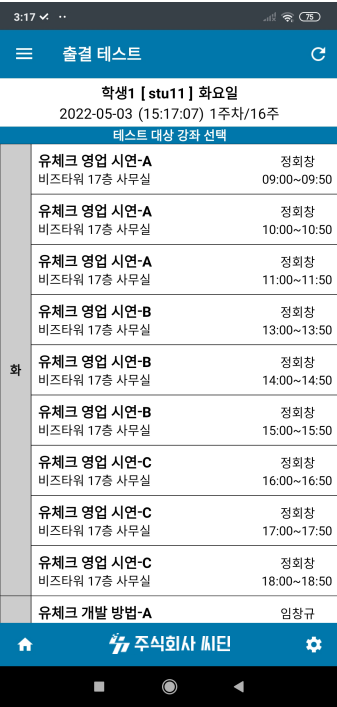 3:17
75
출결 테스트
학생1 [ stu11 ] 화요일
2022-05-03 (15:17:07) 1주차/16주
테스트 대상 강좌 선택
화
유체크 영업 시연-A 정회창
비즈타워 17층 사무실 09:00~09:50
유체크 영업 시연-A 정회창
비즈타워 17층 사무실 10:00~10:50
유체크 영업 시연-A 정회창
비즈타워 17층 사무실 11:00~11:50
유체크 영업 시연-B 정회창
비즈타워 17층 사무실 13:00~13:50
유체크 영업 시연-B 정회창
비즈타워 17층 사무실 14:00~14:50
유체크 영업 시연-B 정회창
비즈타워 17층 사무실 15:00~15:50
유체크 영업 시연-C 정회창
비즈타워 17층 사무실 16:00~16:50
유체크 영업 시연-C 정회창
비즈타워 17층 사무실 17:00~17:50
유체크 영업 시연-C 정회창
비즈타워 17층 사무실 18:00~18:50
유체크 개발 방법-A 임창규
주식회사 씨딘